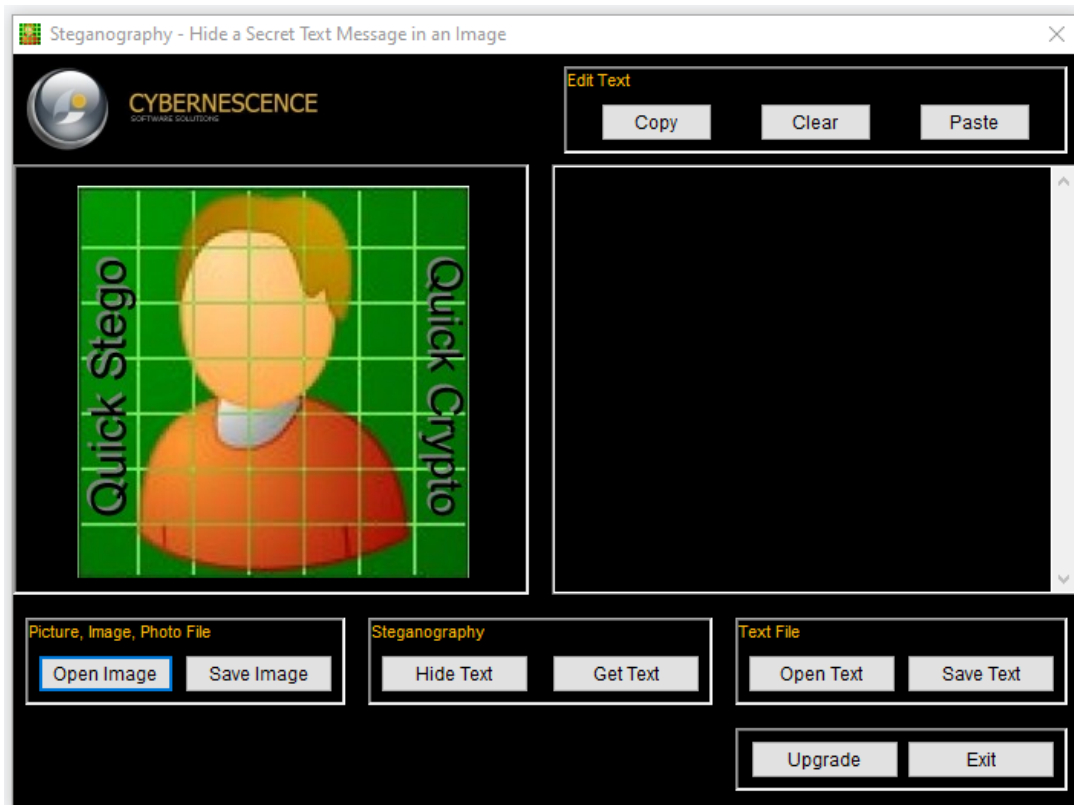 Steganography - Hide a Secret Text Message in an Image
CYBERNESCENCE
SOFTWARE SOLUTIONS
Edit Text
Copy Clear Paste
Quick Stego
Quick Crypto
Picture, Image, Photo File
Open Image Save Image
Steganography
Hide Text Get Text
Text File
Open Text Save Text
Upgrade Exit